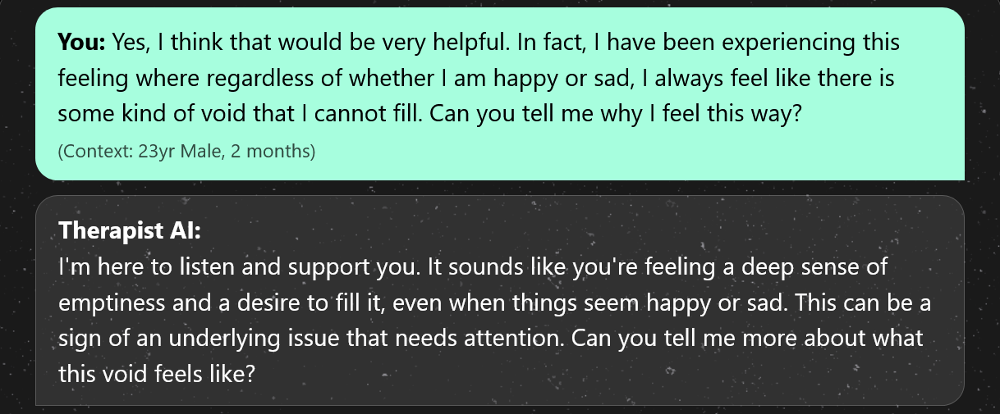 You: Yes, I think that would be very helpful. In fact, I have been experiencing this
feeling where regardless of whether I am happy or sad, I always feel like there is
some kind of void that I cannot fill. Can you tell me why I feel this way?
(Context: 23yr Male, 2 months)
Therapist AI:
I'm here to listen and support you. It sounds like you're feeling a deep sense of
emptiness and a desire to fill it, even when things seem happy or sad. This can be a
sign of an underlying issue that needs attention. Can you tell me more about what
this void feels like?